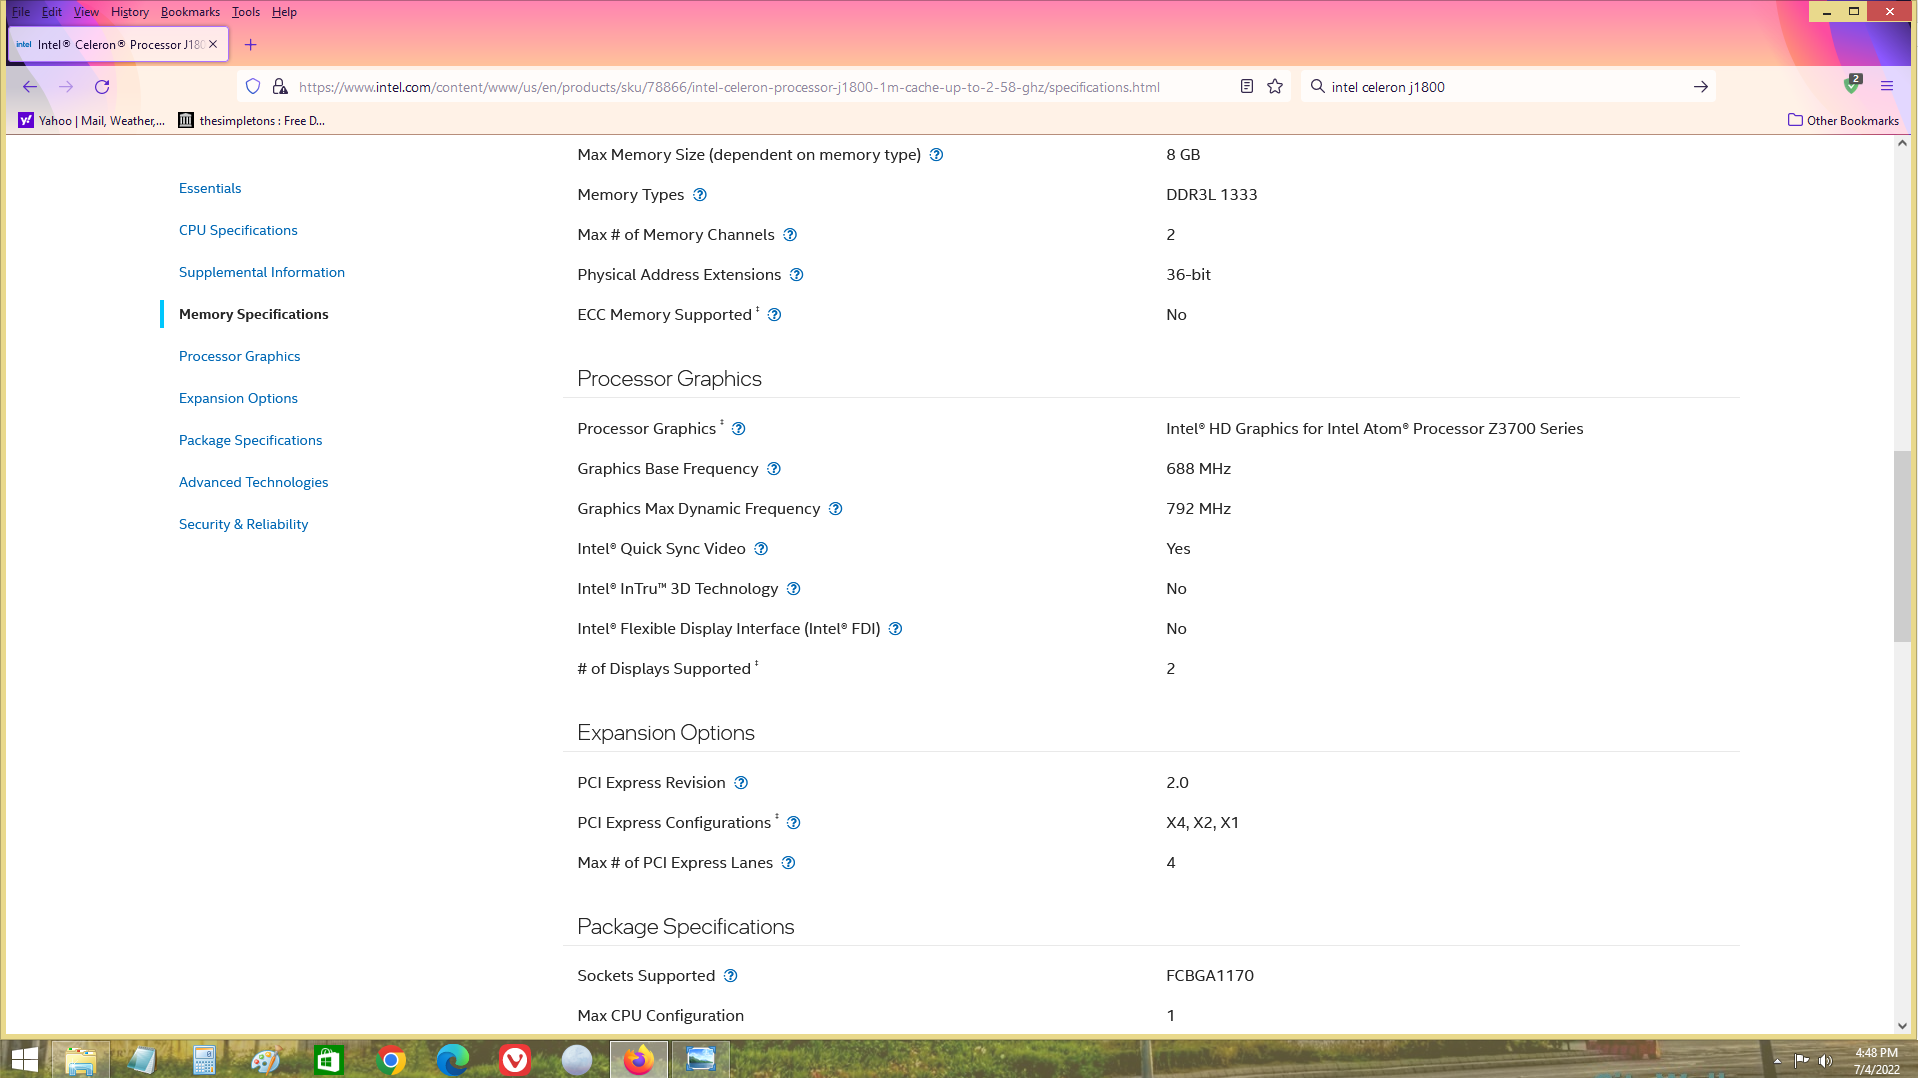 File Edit View History Bookmarks Tools Help
intel Intel® Celeron® Processor J180
https://www.intel.com/content/www/us/en/products/sku/78866/intel-celeron-processor-j1800-1m-cache-up-to-2-58-ghz/specifications.html
intel celeron j1800
2
Yahoo | Mail, Weather,...
thesimpletons : Free D...
Other Bookmarks
Essentials
CPU Specifications
Supplemental Information
Memory Specifications
Processor Graphics
Expansion Options
Package Specifications
Advanced Technologies
Security & Reliability
Max Memory Size (dependent on memory type) 8 GB
Memory Types DDR3L 1333
Max # of Memory Channels 2
Physical Address Extensions 36-bit
ECC Memory Supported ‡ No
Processor Graphics
Processor Graphics ‡ Intel® HD Graphics for Intel Atom® Processor Z3700 Series
Graphics Base Frequency 688 MHz
Graphics Max Dynamic Frequency 792 MHz
Intel® Quick Sync Video Yes
Intel® InTru™ 3D Technology No
Intel® Flexible Display Interface (Intel® FDI) No
# of Displays Supported ‡ 2
Expansion Options
PCI Express Revision 2.0
PCI Express Configurations ‡ X4, X2, X1
Max # of PCI Express Lanes 4
Package Specifications
Sockets Supported FCBGA1170
Max CPU Configuration 1
4:48 PM
7/4/2022